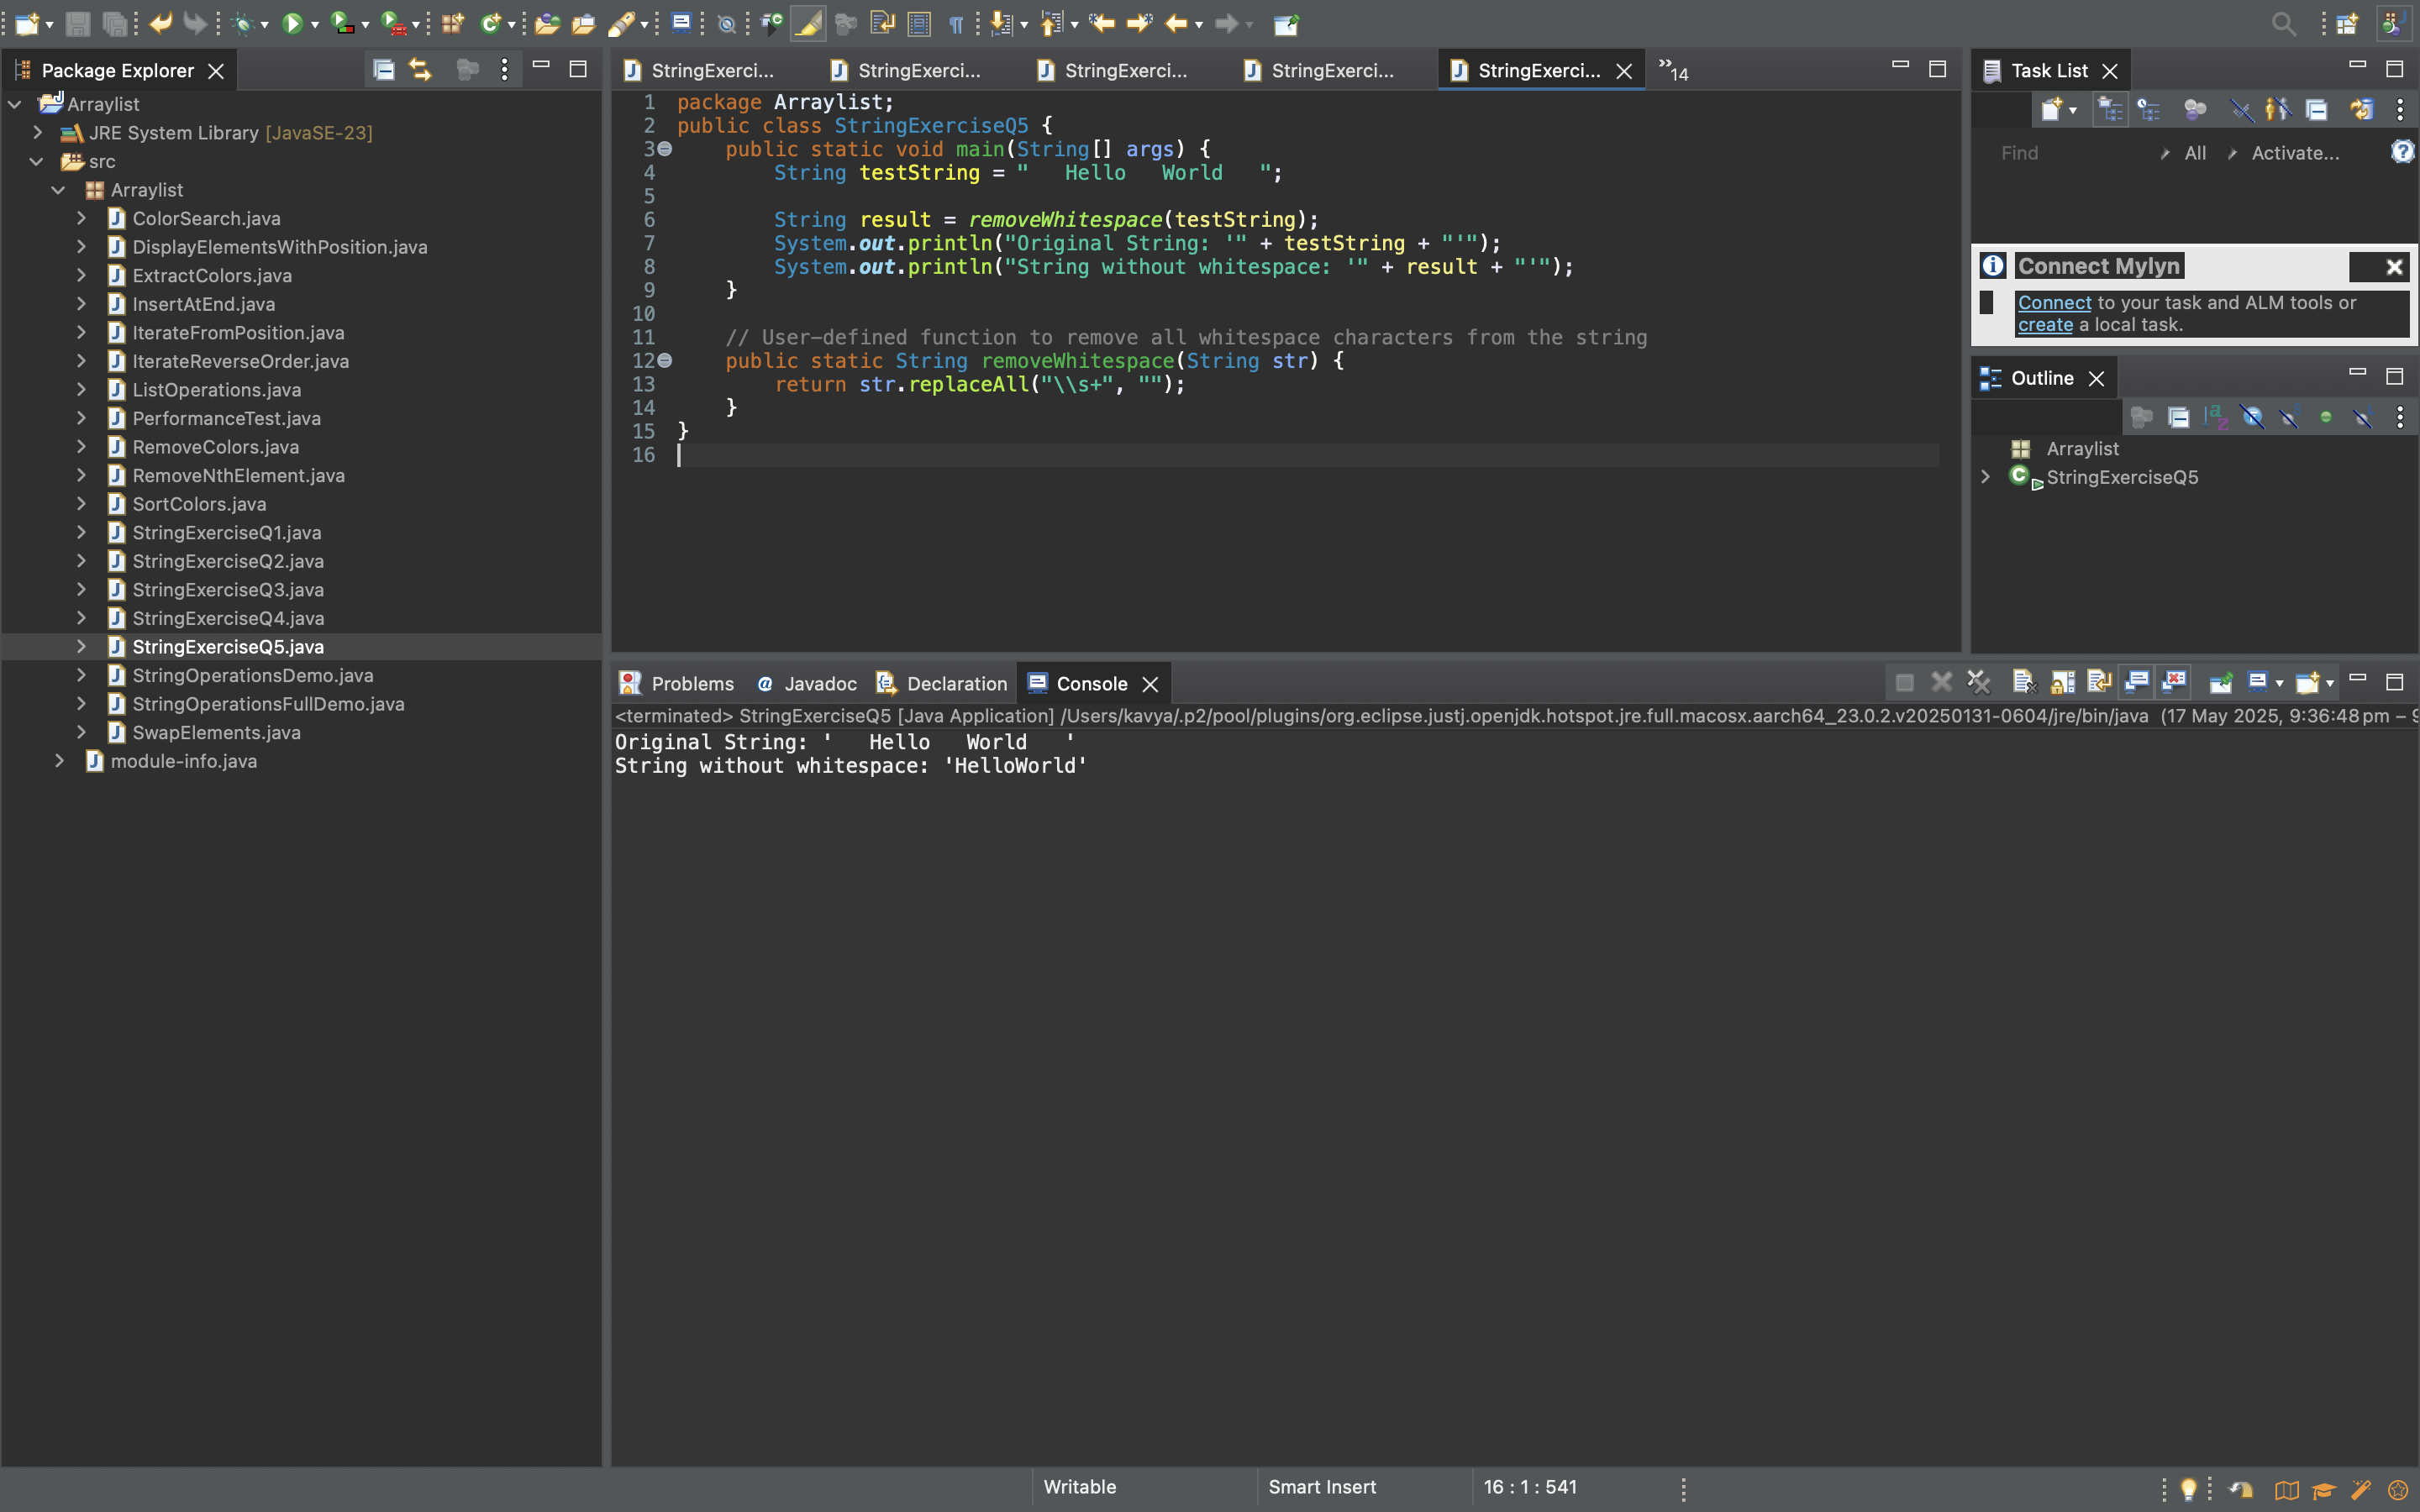 Package Explorer
Arraylist
JRE System Library [JavaSE-23]
src
Arraylist
ColorSearch.java
DisplayElementsWithPosition.java
ExtractColors.java
InsertAtEnd.java
IterateFromPosition.java
IterateReverseOrder.java
ListOperations.java
PerformanceTest.java
RemoveColors.java
RemoveNthElement.java
SortColors.java
StringExerciseQ1.java
StringExerciseQ2.java
StringExerciseQ3.java
StringExerciseQ4.java
StringExerciseQ5.java
StringOperationsDemo.java
StringOperationsFullDemo.java
SwapElements.java
module-info.java
StringExerci... StringExerci... StringExerci... StringExerci... StringExerci... »14
1 package Arraylist;
2 public class StringExerciseQ5 {
3 public static void main(String[] args) {
4 String testString = "   Hello   World   ";
5
6 String result = removeWhitespace(testString);
7 System.out.println("Original String: '" + testString + "'");
8 System.out.println("String without whitespace: '" + result + "'");
9 }
10
11 // User-defined function to remove all whitespace characters from the string
12 public static String removeWhitespace(String str) {
13 return str.replaceAll("\\s+", "");
14 }
15 }
16
Task List
Find All Activate...
Connect Mylyn
Connect to your task and ALM tools or
create a local task.
Outline
Arraylist
StringExerciseQ5
Problems Javadoc Declaration Console
<terminated> StringExerciseQ5 [Java Application] /Users/kavya/.p2/pool/plugins/org.eclipse.justj.openjdk.hotspot.jre.full.macosx.aarch64_23.0.2.v20250131-0604/jre/bin/java (17 May 2025, 9:36:48 pm – 9
Original String: '   Hello   World   '
String without whitespace: 'HelloWorld'
Writable Smart Insert 16 : 1 : 541